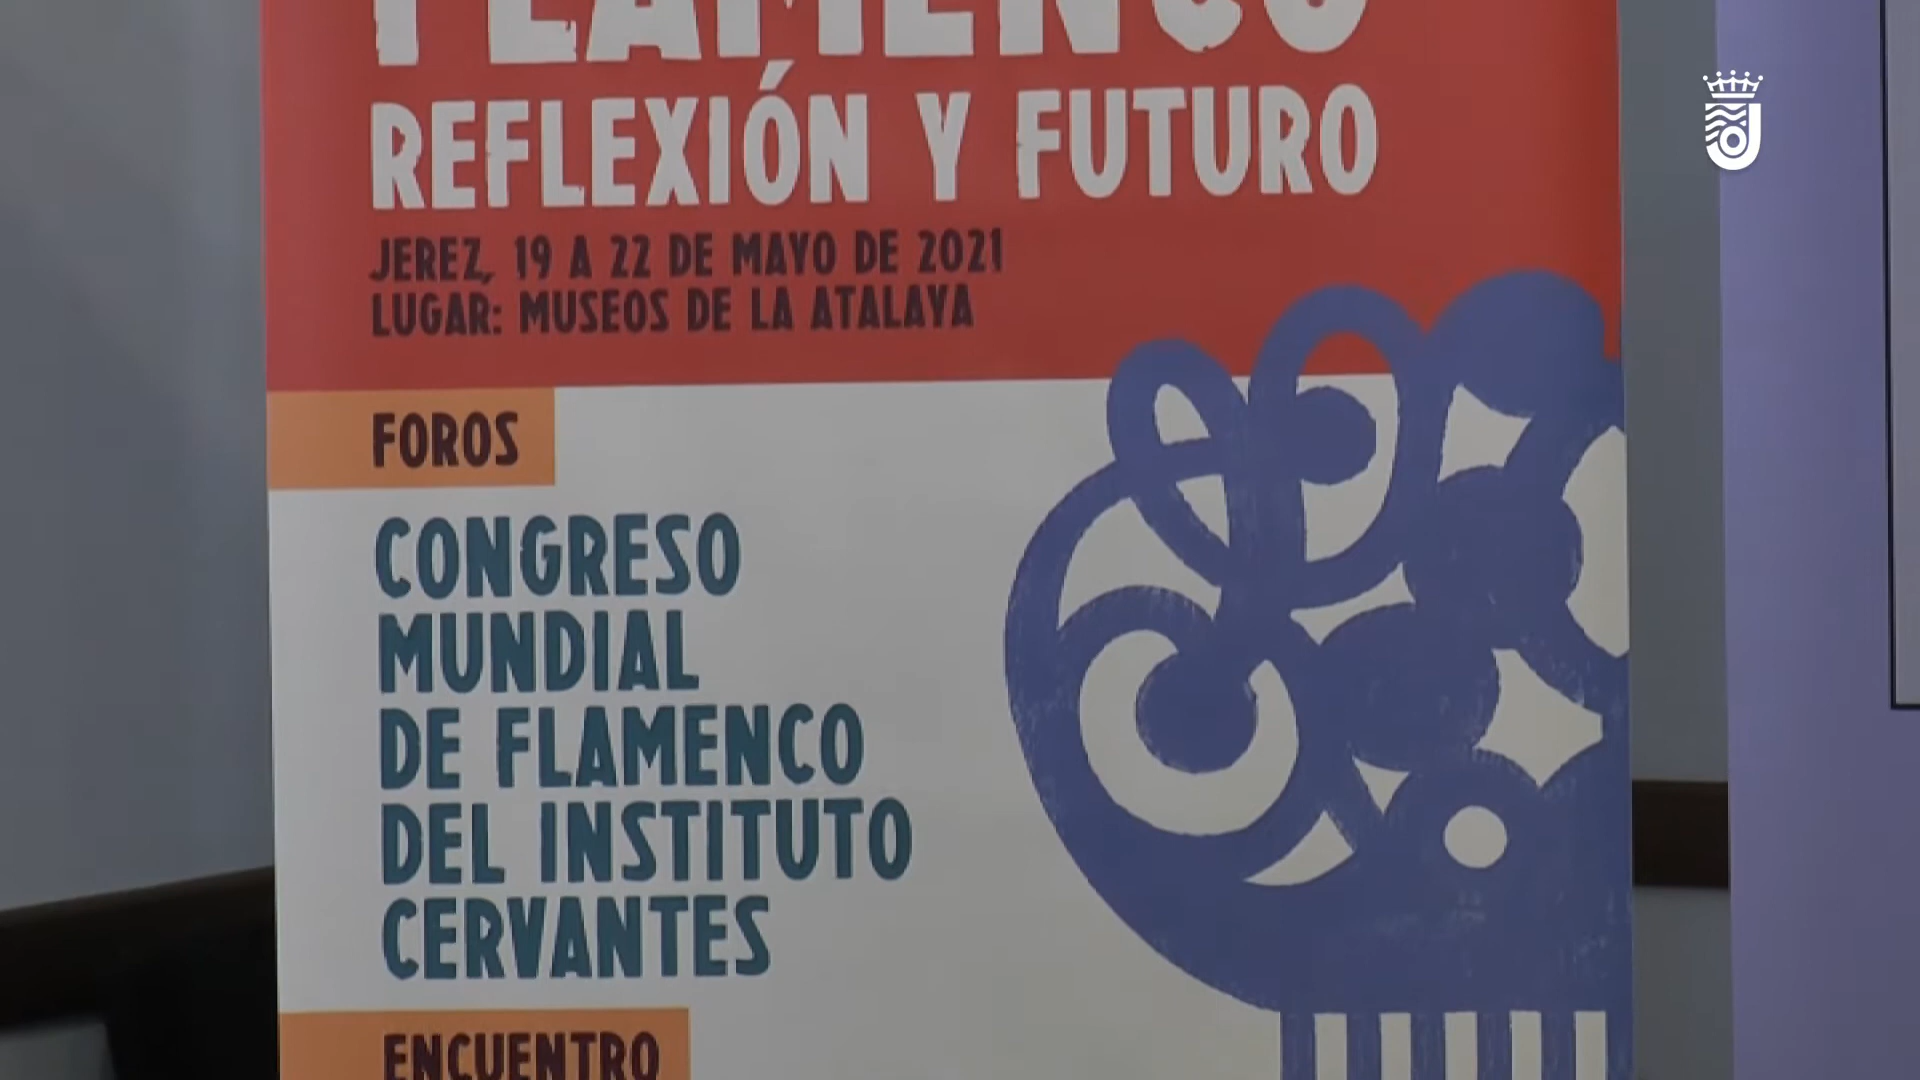 FLAMENCO
REFLEXIÓN Y FUTURO
JEREZ, 19 A 22 DE MAYO DE 2021
LUGAR: MUSEOS DE LA ATALAYA
FOROS
CONGRESO
MUNDIAL
DE FLAMENCO
DEL INSTITUTO
CERVANTES
ENCUENTRO